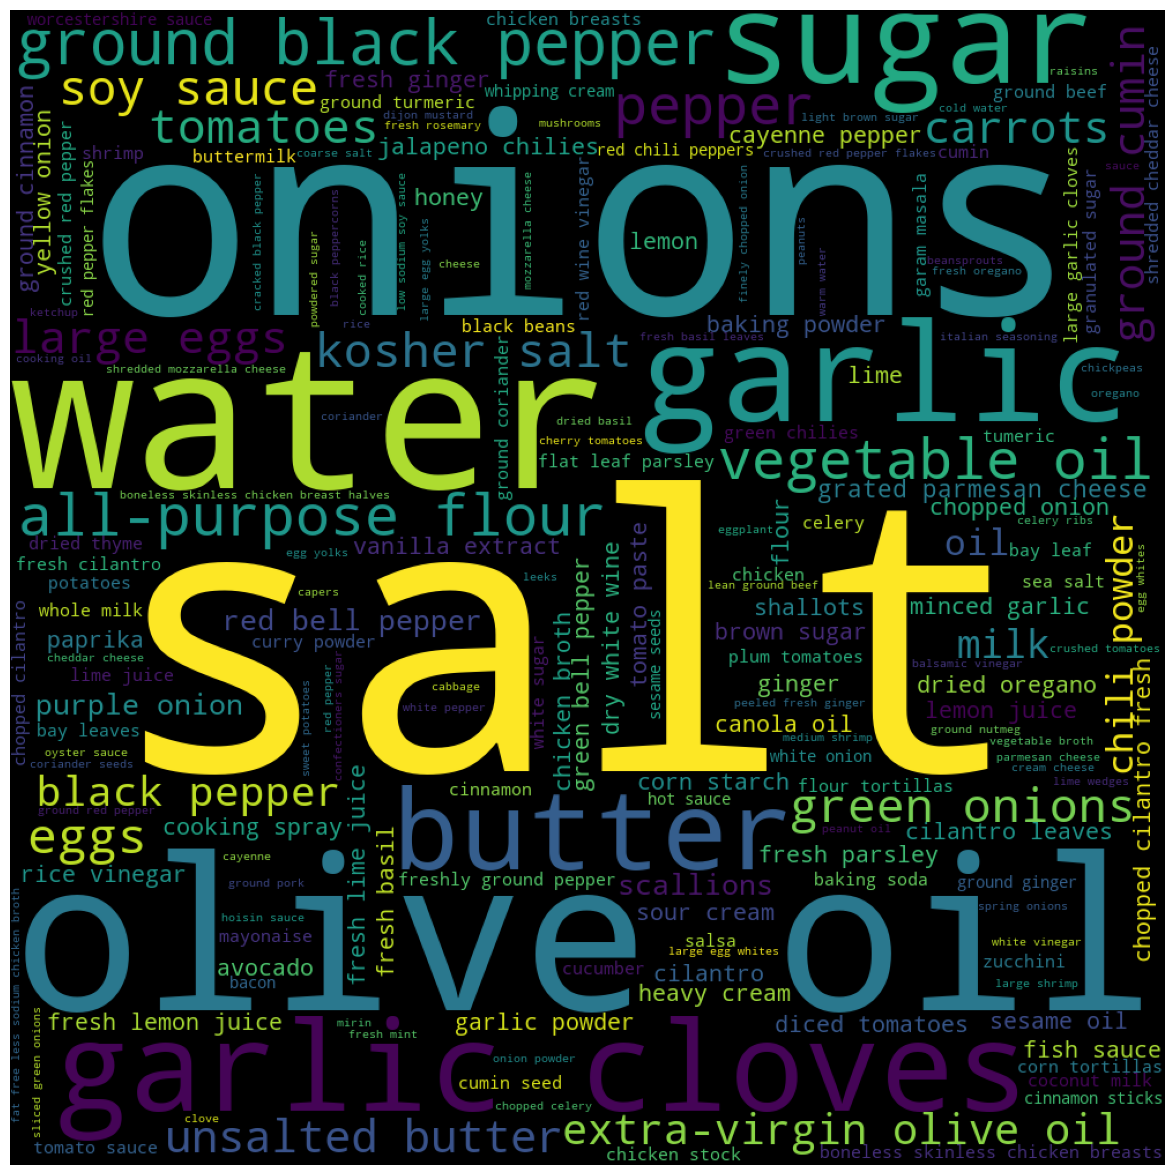 worcestershire sauce
chicken breasts
ground black pepper
sugar
soy sauce
fresh ginger
whipping cream
raisins
ground beef
pepper
ground cumin
shredded cheddar cheese
ground cinnamon
yellow onion
crushed red pepper
red pepper flakes
ground turmeric
dijon mustard
fresh rosemary
mushrooms
light brown sugar
cold water
tomatoes
cayenne pepper
carrots
shrimp
buttermilk
coarse salt
jalapeno chilies
red chili peppers
crushed red pepper flakes
cumin
sauce
onions
honey
lemon
cracked black pepper
powdered sugar
black peppercorns
cooked rice
low sodium soy sauce
large egg yolks
cheese
mozzarella cheese
red wine vinegar
finely chopped onion
peanuts
warm water
garam masala
beansprouts
fresh oregano
large garlic cloves
granulated sugar
ketchup
rice
large eggs
cooking oil
kosher salt
black beans
baking powder
fresh basil leaves
italian seasoning
shredded mozzarella cheese
ground coriander
garlic
lime
chickpeas
oregano
water
coriander
dried basil
cherry tomatoes
green chilies
tumeric
flat leaf parsley
vegetable oil
boneless skinless chicken breast halves
grated parmesan cheese
all-purpose flour
chopped onion
salt
dried thyme
egg yolks
vanilla extract
eggplant
flour
celery
celery ribs
oil
bay leaf
fresh cilantro
potatoes
leeks
tomato paste
chicken
lean ground beef
sea salt
egg whites
chili powder
whole milk
capers
red bell pepper
shallots
minced garlic
paprika
curry powder
chicken broth
green bell pepper
dry white wine
sesame seeds
brown sugar
milk
crushed tomatoes
chopped cilantro
cheddar cheese
lime juice
cabbage
plum tomatoes
balsamic vinegar
ginger
dried oregano
purple onion
sweet potatoes
red pepper
confectioners sugar
white pepper
white sugar
peeled fresh ginger
lemon juice
bay leaves
canola oil
ground nutmeg
oyster sauce
medium shrimp
vegetable broth
coriander seeds
white onion
parmesan cheese
cream cheese
black pepper
cinnamon
corn starch
flour tortillas
lime wedges
ground red pepper
butter
hot sauce
green onions
chopped cilantro fresh
eggs
cooking spray
fresh lime juice
fresh basil
peanut oil
cilantro leaves
olive oil
cayenne
fresh parsley
rice vinegar
ground pork
freshly ground pepper
scallions
baking soda
ground ginger
fat free less sodium chicken broth
hoisin sauce
sour cream
spring onions
mayonaise
salsa
large egg whites
white vinegar
avocado
bacon
cucumber
cilantro
zucchini
heavy cream
large shrimp
sliced green onions
fresh lemon juice
mirin
fresh mint
garlic powder
diced tomatoes
sesame oil
garlic cloves
onion powder
fish sauce
corn tortillas
cumin seed
coconut milk
chopped celery
cinnamon sticks
clove
tomato sauce
unsalted butter
extra-virgin olive oil
chicken stock
boneless skinless chicken breasts